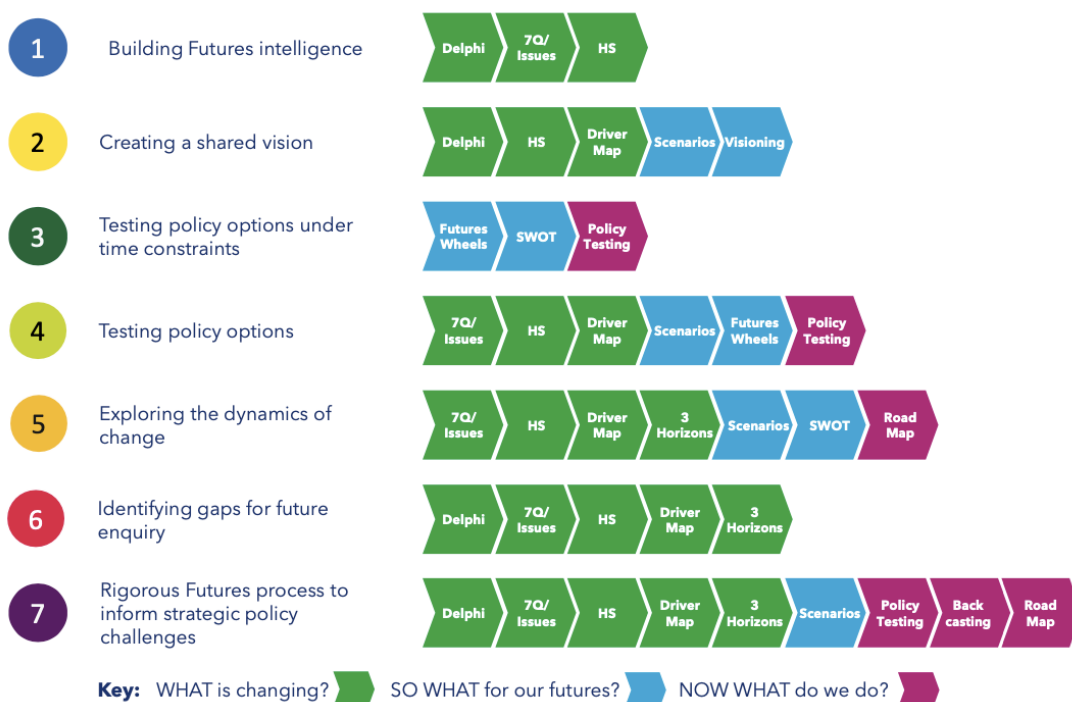 1
Building Futures intelligence
Delphi
7Q/
Issues
HS
2
Creating a shared vision
Delphi
HS
Driver
Map
Scenarios
Visioning
3
Testing policy options under
time constraints
Futures
Wheels
SWOT
Policy
Testing
4
Testing policy options
7Q/
Issues
HS
Driver
Map
Scenarios
Futures
Wheels
Policy
Testing
5
Exploring the dynamics of
change
7Q/
Issues
HS
Driver
Map
3
Horizons
Scenarios
SWOT
Road
Map
6
Identifying gaps for future
enquiry
Delphi
7Q/
Issues
HS
Driver
Map
3
Horizons
7
Rigorous Futures process to
inform strategic policy
challenges
Delphi
7Q/
Issues
HS
Driver
Map
3
Horizons
Scenarios
Policy
Testing
Back
casting
Road
Map
Key: WHAT is changing? SO WHAT for our futures? NOW WHAT do we do?